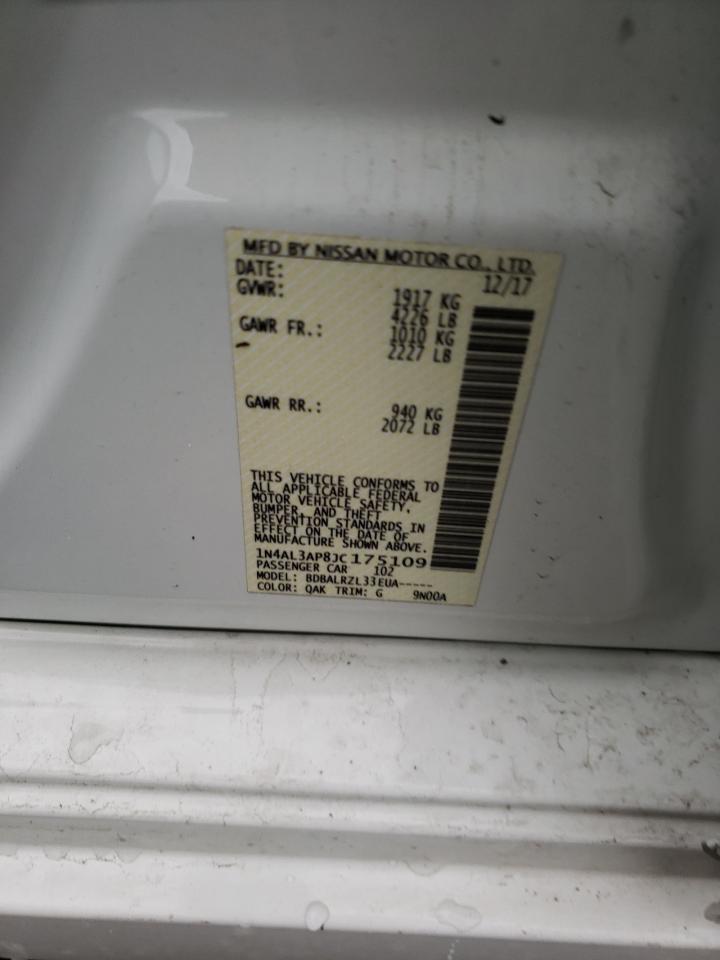 MFD BY NISSAN MOTOR CO., LTD.
DATE: 12/17
GVWR: 1917 KG
4226 LB
GAWR FR.: 1010 KG
2227 LB
GAWR RR.: 940 KG
2072 LB
THIS VEHICLE CONFORMS TO
ALL APPLICABLE FEDERAL
MOTOR VEHICLE SAFETY,
BUMPER, AND THEFT
PREVENTION STANDARDS IN
EFFECT ON THE DATE OF
MANUFACTURE SHOWN ABOVE.
1N4AL3AP8JC175109
PASSENGER CAR 102
MODEL: BDBALRZL33EUA-----
COLOR: QAK TRIM: G 9N00A